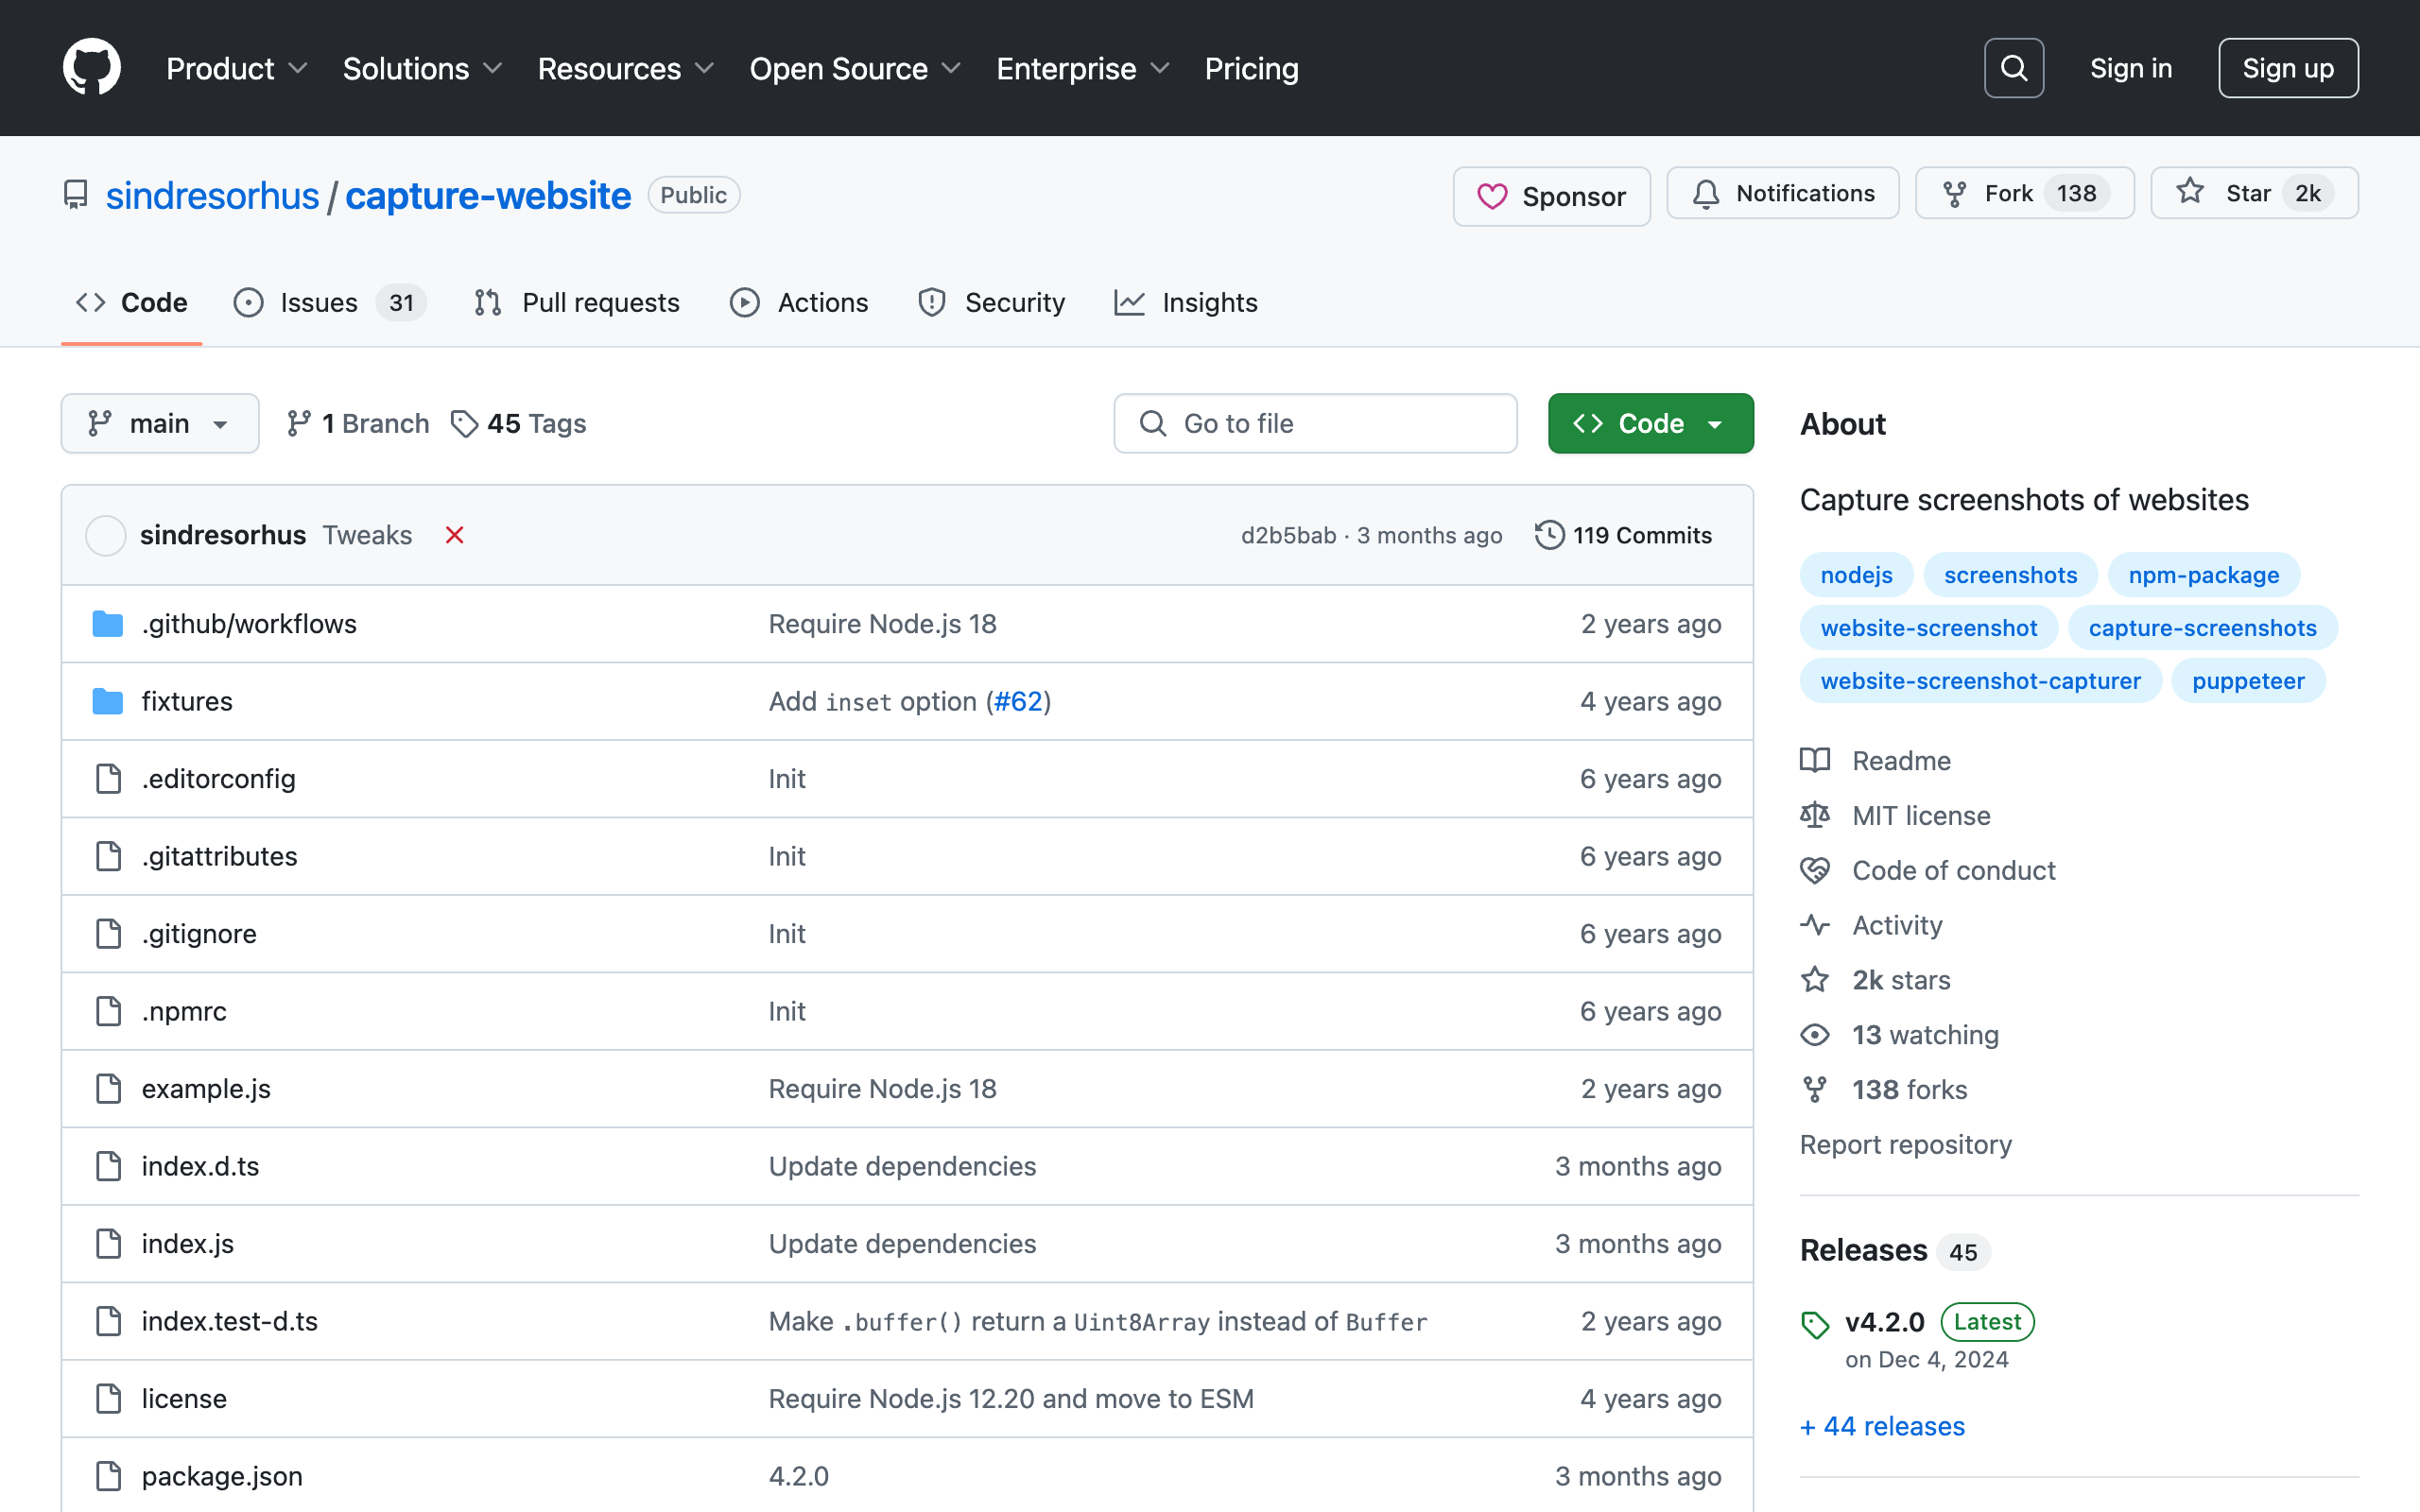 Product Solutions Resources Open Source Enterprise Pricing Sign in Sign up
sindresorhus / capture-website Public Sponsor Notifications Fork 138 Star 2k
Code Issues 31 Pull requests Actions Security Insights
main 1 Branch 45 Tags Go to file Code
sindresorhus Tweaks d2b5bab · 3 months ago 119 Commits
.github/workflows Require Node.js 18 2 years ago
fixtures Add inset option (#62) 4 years ago
.editorconfig Init 6 years ago
.gitattributes Init 6 years ago
.gitignore Init 6 years ago
.npmrc Init 6 years ago
example.js Require Node.js 18 2 years ago
index.d.ts Update dependencies 3 months ago
index.js Update dependencies 3 months ago
index.test-d.ts Make .buffer() return a Uint8Array instead of Buffer 2 years ago
license Require Node.js 12.20 and move to ESM 4 years ago
package.json 4.2.0 3 months ago
About
Capture screenshots of websites
nodejs screenshots npm-package
website-screenshot capture-screenshots
website-screenshot-capturer puppeteer
Readme
MIT license
Code of conduct
Activity
2k stars
13 watching
138 forks
Report repository
Releases 45
v4.2.0 Latest
on Dec 4, 2024
+ 44 releases